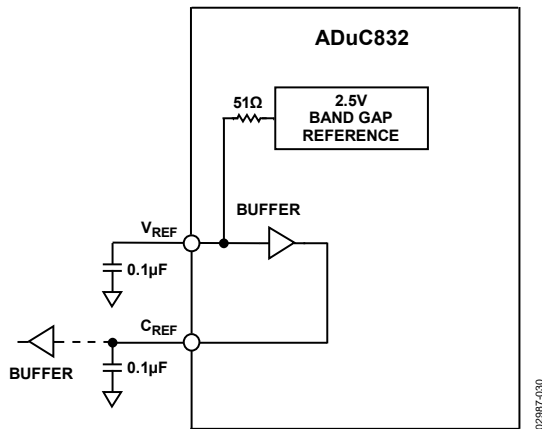 ADuC832
51Ω
2.5V
BAND GAP
REFERENCE
BUFFER
VREF
0.1µF
CREF
BUFFER
0.1µF
02987-030